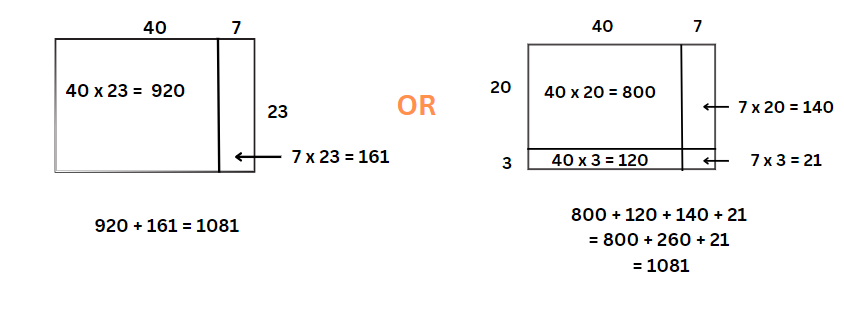 40 7
40 x 23 = 920
23
7 x 23 = 161
920 + 161 = 1081
OR
40 7
20
40 x 20 = 800
7 x 20 = 140
3
40 x 3 = 120
7 x 3 = 21
800 + 120 + 140 + 21
= 800 + 260 + 21
= 1081